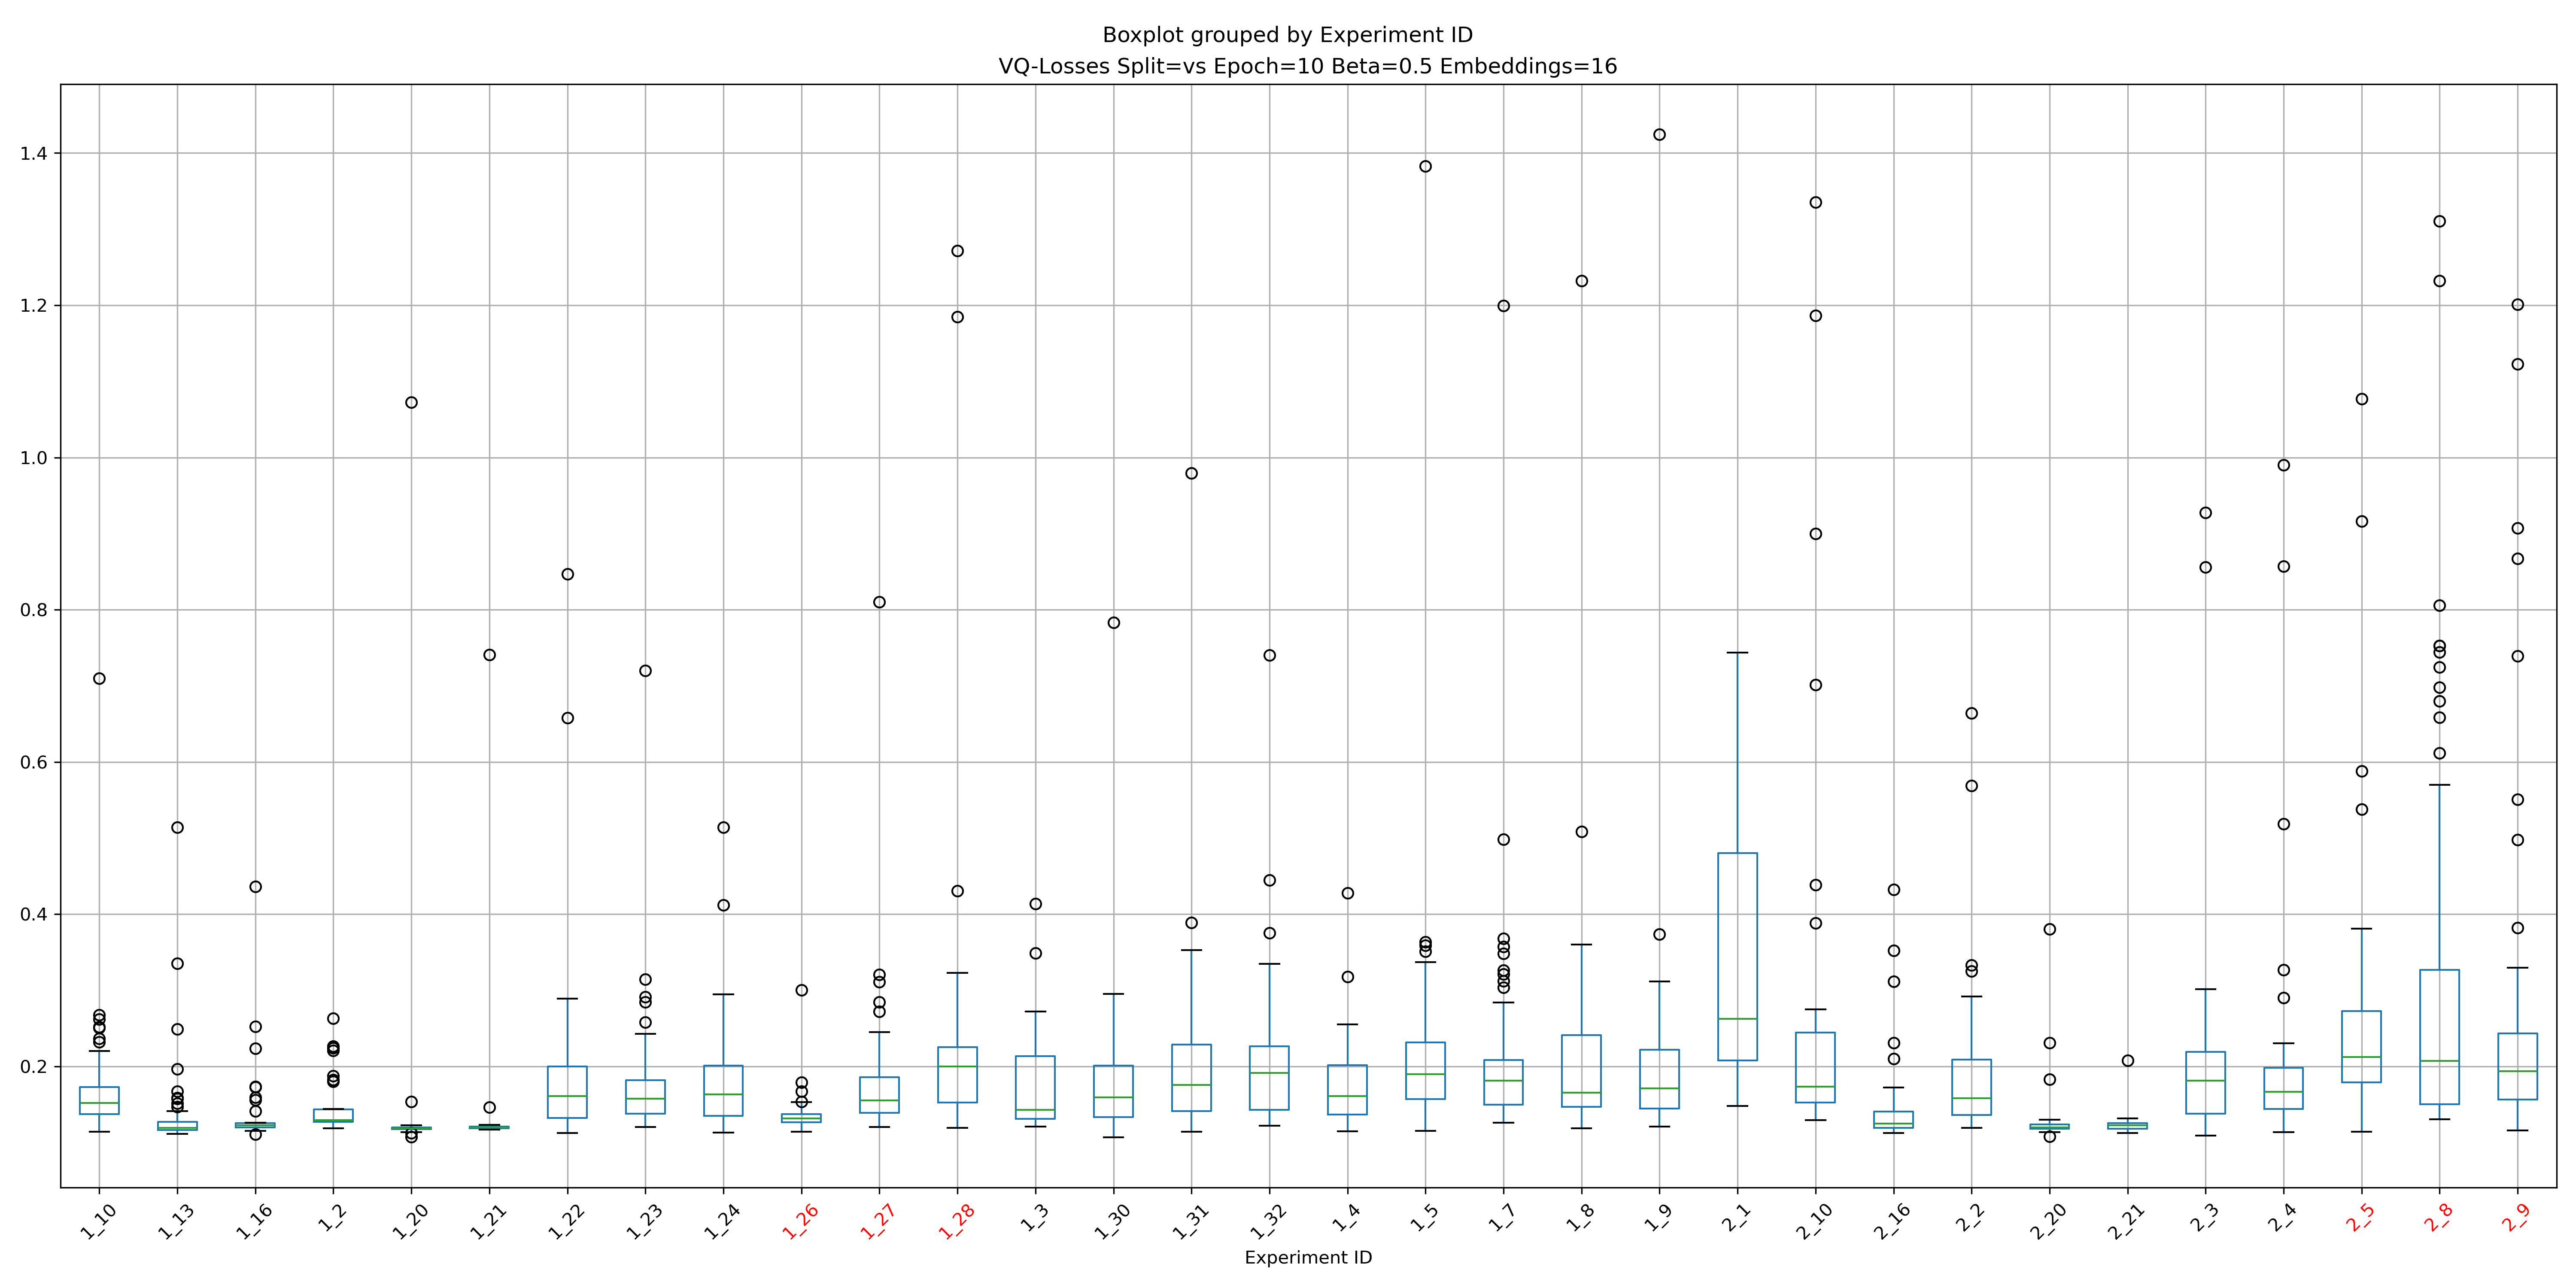 Boxplot grouped by Experiment ID
VQ-Losses Split=vs Epoch=10 Beta=0.5 Embeddings=16
1.4
1.2
1.0
0.8
0.6
0.4
0.2
1_10 1_13 1_16 1_2 1_20 1_21 1_22 1_23 1_24 1_26 1_27 1_28 1_3 1_30 1_31 1_32 1_4 1_5 1_7 1_8 1_9 2_1 2_10 2_16 2_2 2_20 2_21 2_3 2_4 2_5 2_8 2_9
Experiment ID